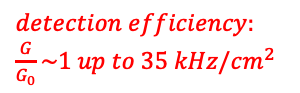 detection efficiency:
G/G₀ ~1 up to 35 kHz/cm²